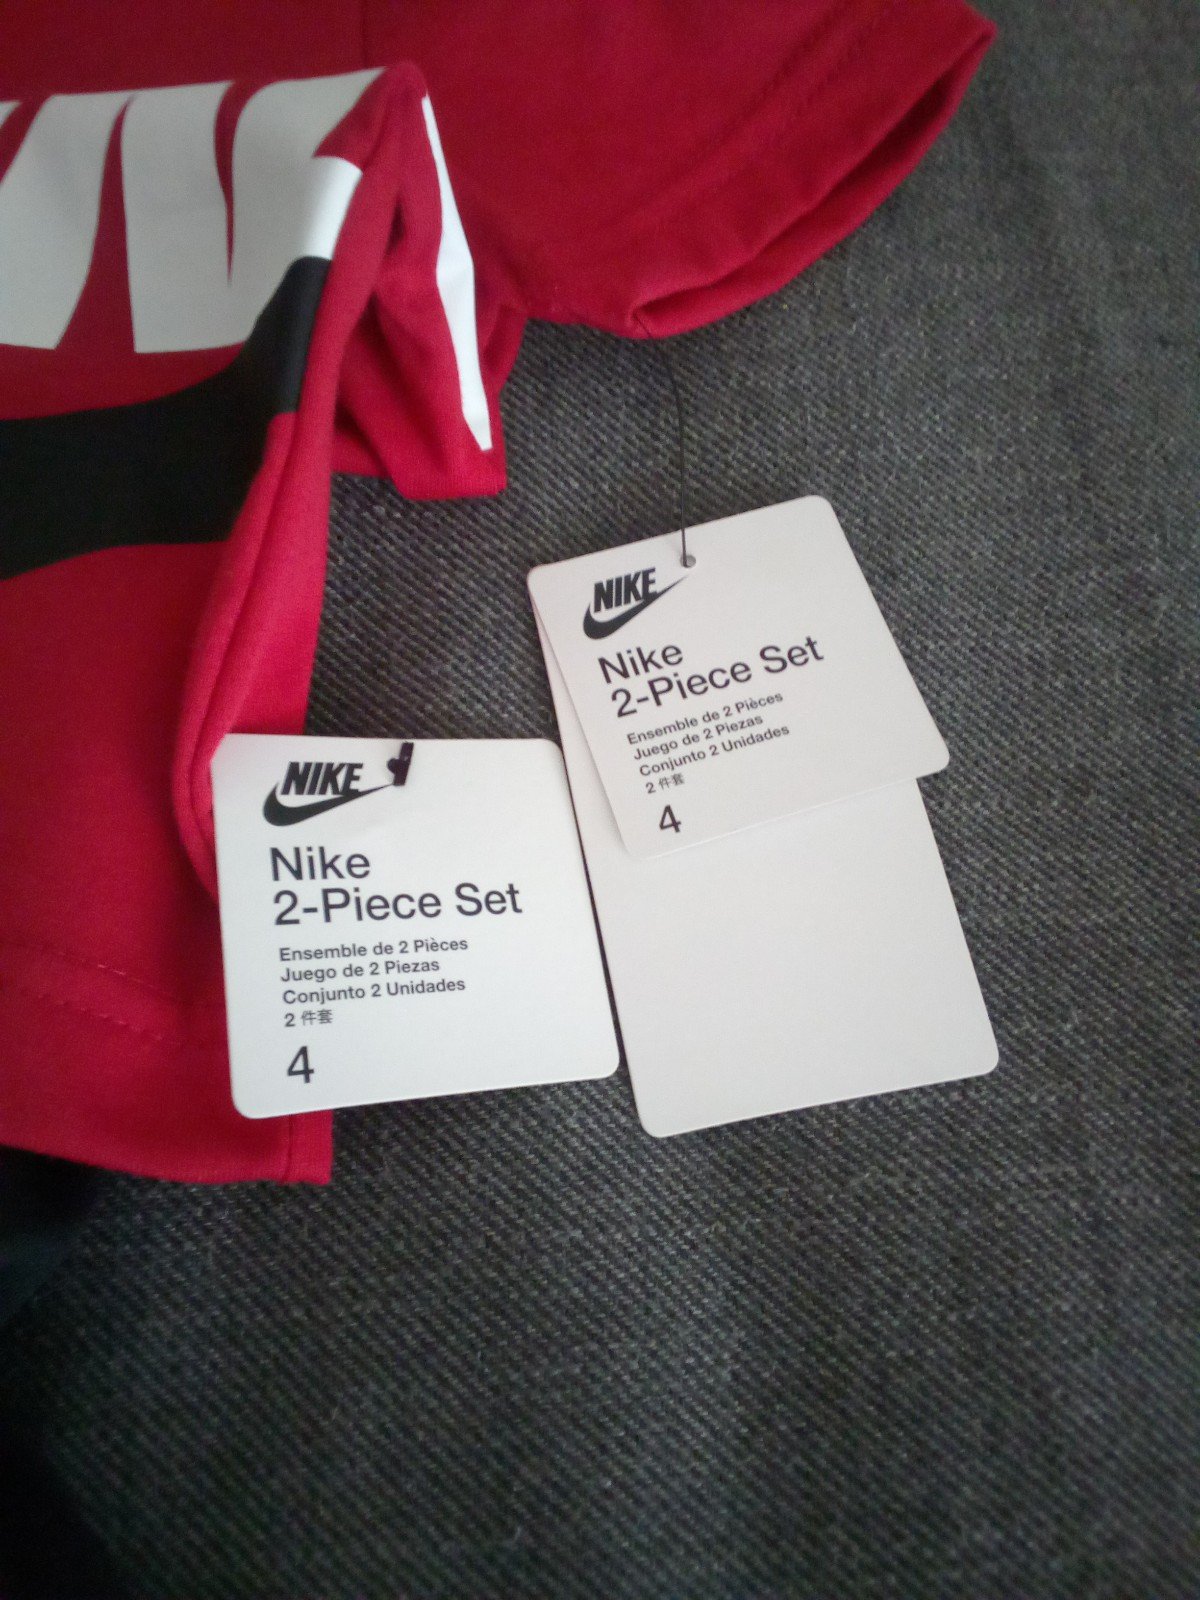 NIKE
Nike
2-Piece Set
Ensemble de 2 Pièces
Juego de 2 Piezas
Conjunto 2 Unidades
2 件套
4
NIKE
Nike
2-Piece Set
Ensemble de 2 Pièces
Juego de 2 Piezas
Conjunto 2 Unidades
2 件套
4